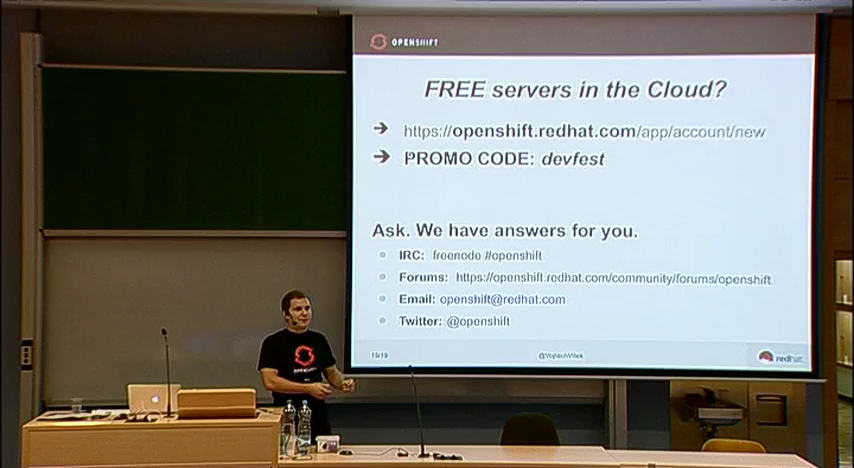 OPENSHIFT
FREE servers in the Cloud?
https://openshift.redhat.com/app/account/new
PROMO CODE: devfest
Ask. We have answers for you.
IRC: freenode #openshift
Forums: https://openshift.redhat.com/community/forums/openshift
Email: openshift@redhat.com
Twitter: @openshift
19/19
@VojtechVitek
redhat.
OPENSHIFT